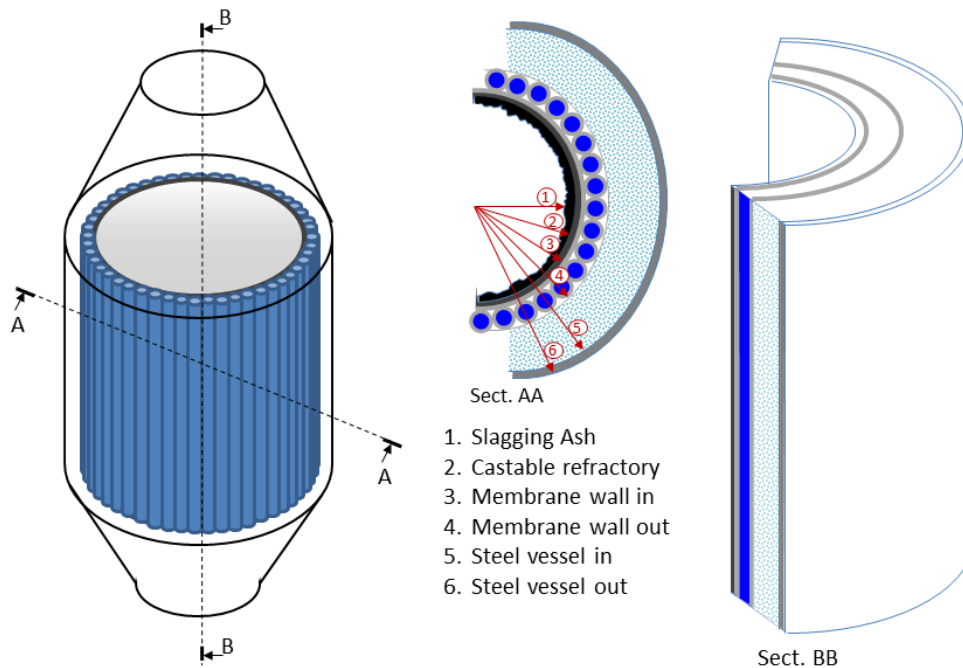 B
A
A
B
1
2
3
4
5
6
Sect. AA
1. Slagging Ash
2. Castable refractory
3. Membrane wall in
4. Membrane wall out
5. Steel vessel in
6. Steel vessel out
Sect. BB